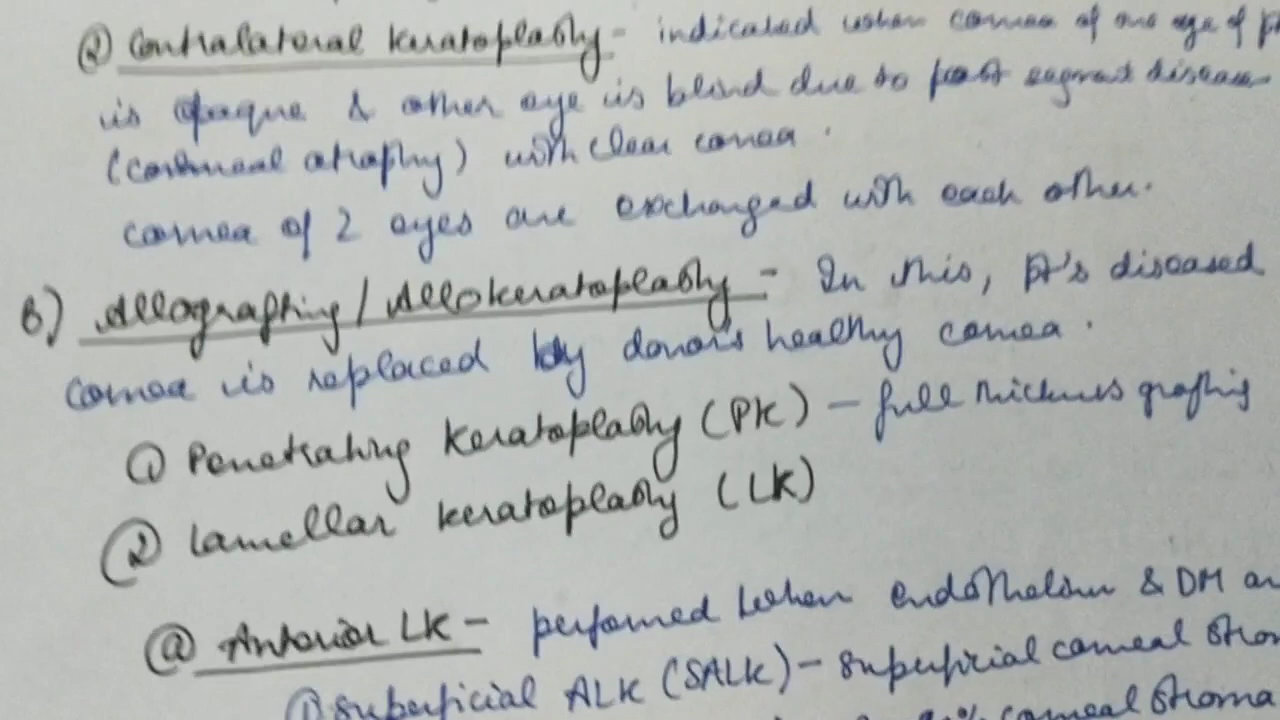 ② Contralateral keratoplasty - indicated when cornea of one eye of
is opaque & other eye is blind due to post segment disease
( atrophy) with clear cornea.
cornea of 2 eyes are exchanged with each other.
B) Allografting / Allokeratoplasty - In this, pt's diseased
cornea is replaced by donor's healthy cornea.
① Penetrating keratoplasty (PK) - full thickness grafting
② Lamellar keratoplasty (LK)
ⓐ Anterior LK - performed when endothelium & DM
① Superficial ALK (SALK) - superficial corneal
% corneal stroma